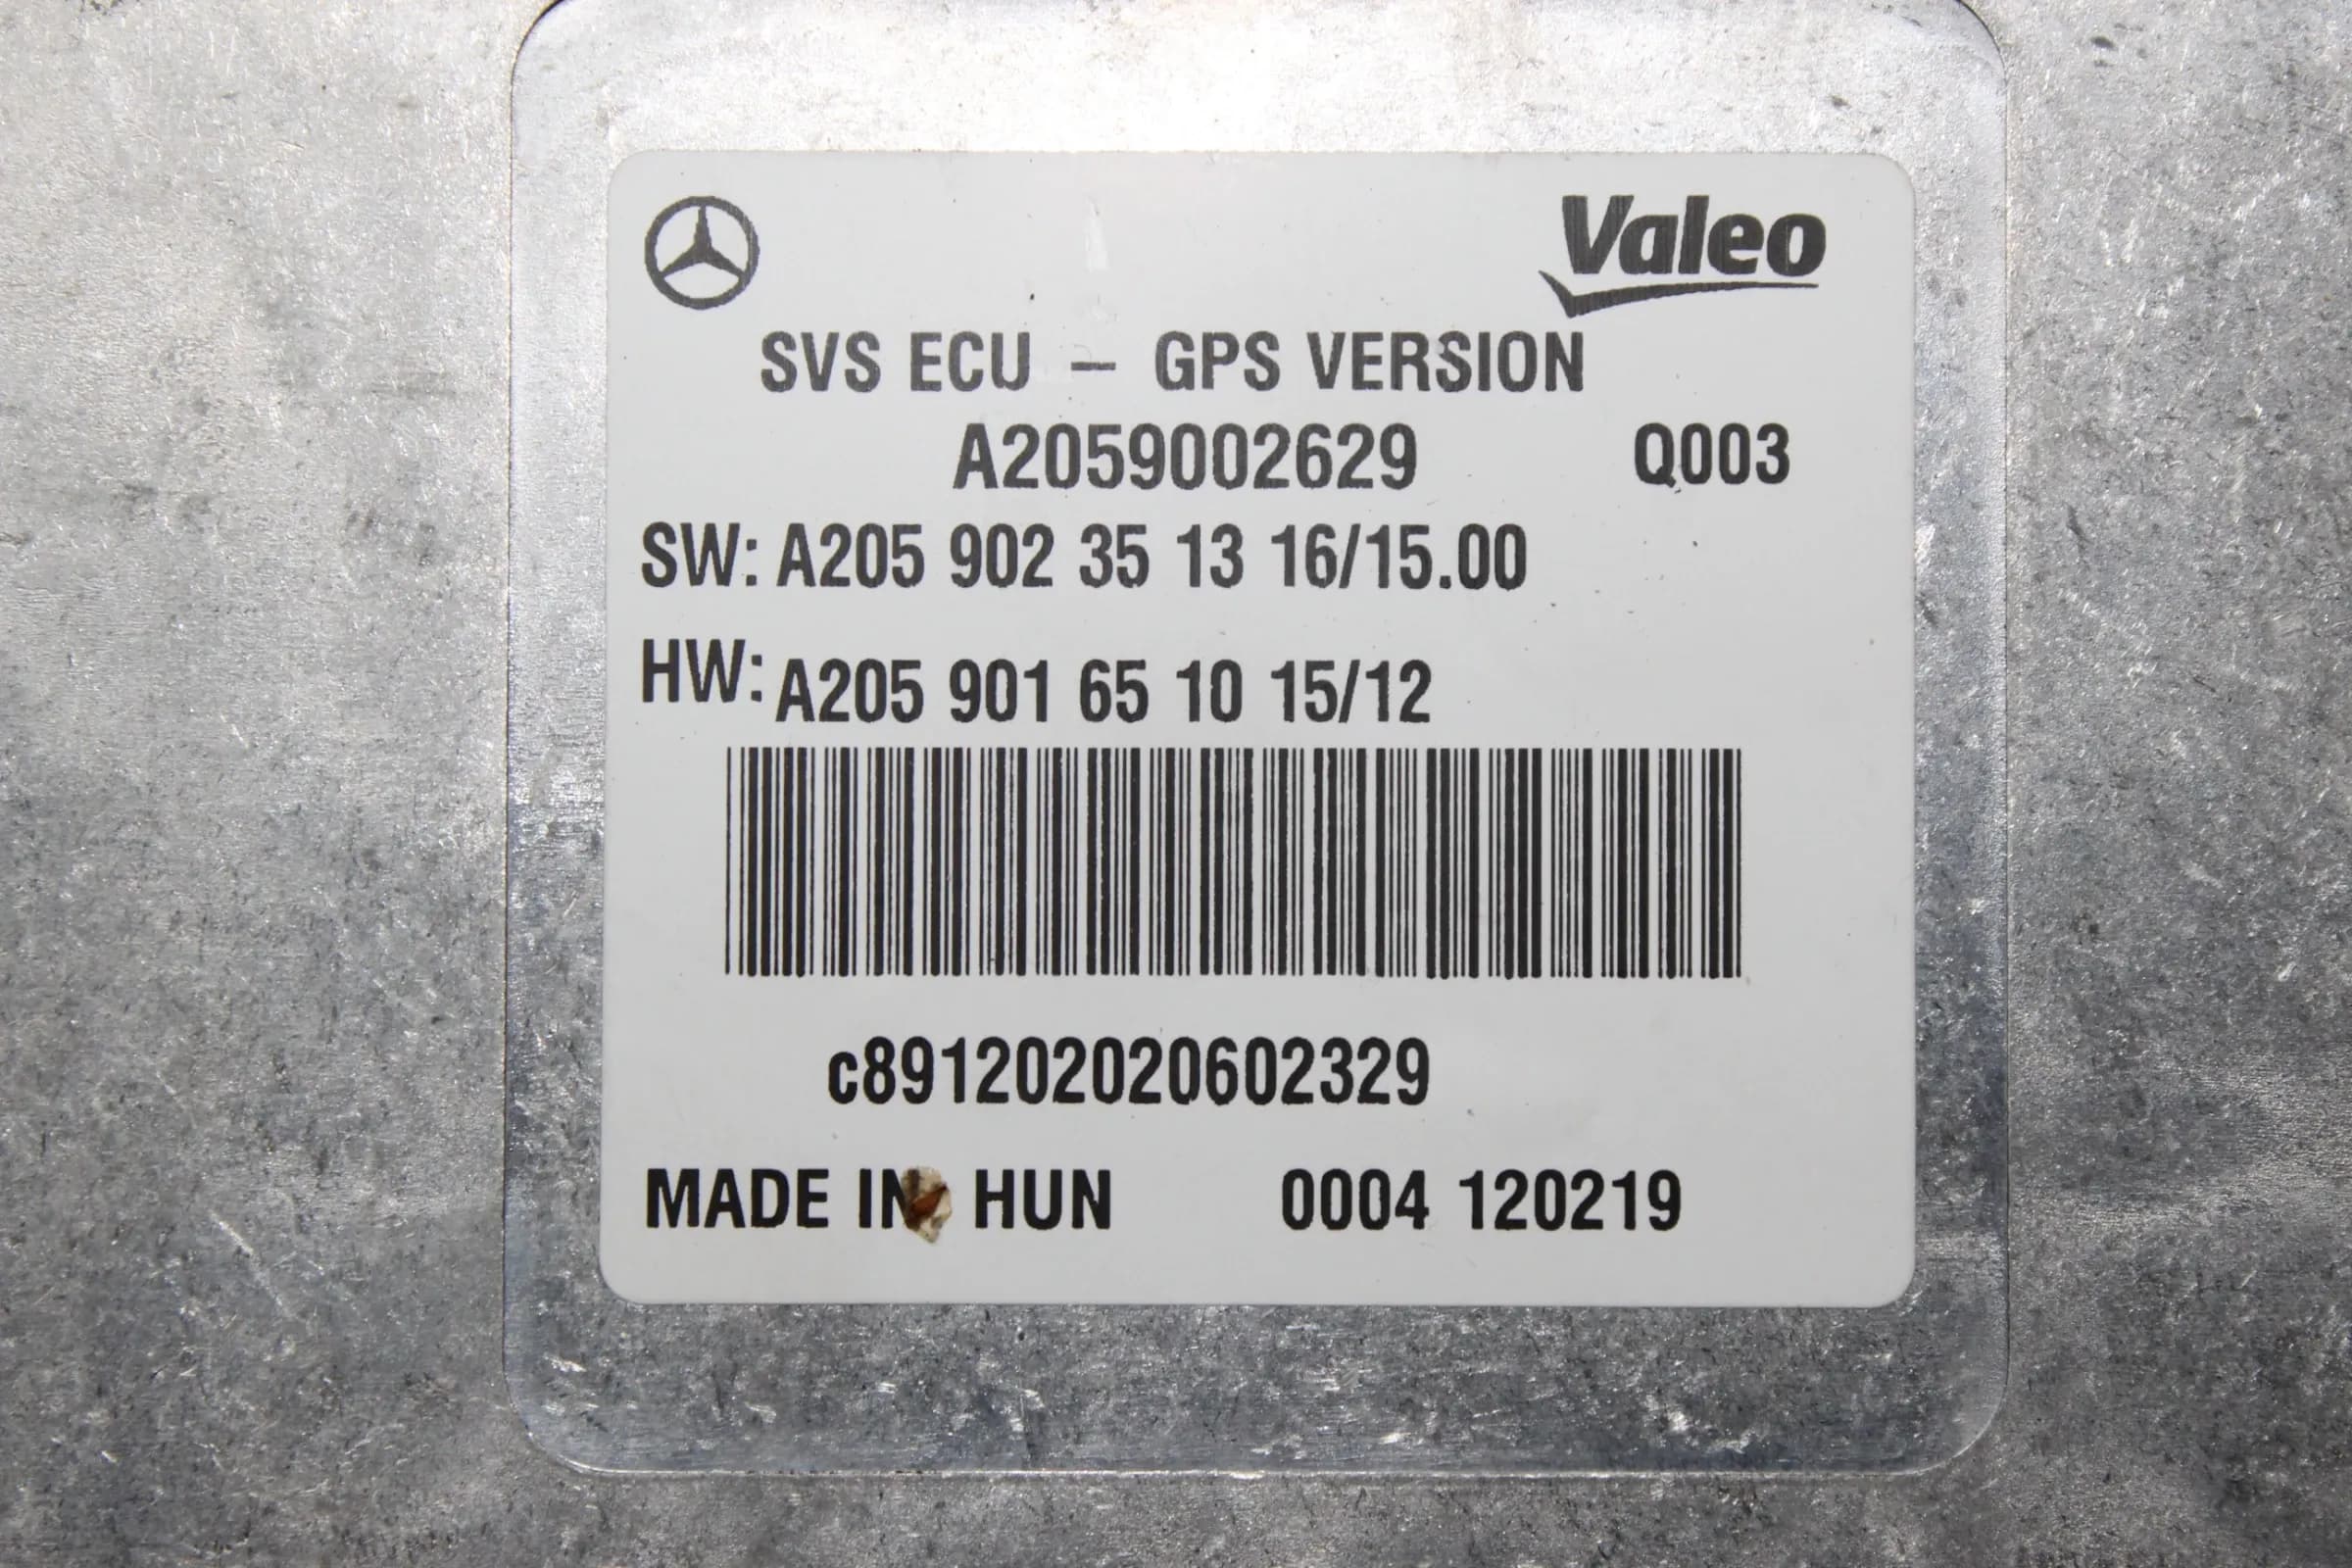 Valeo
SVS ECU – GPS VERSION
A2059002629 Q003
SW: A205 902 35 13 16/15.00
HW: A205 901 65 10 15/12
c891202020602329
MADE IN HUN 0004 120219